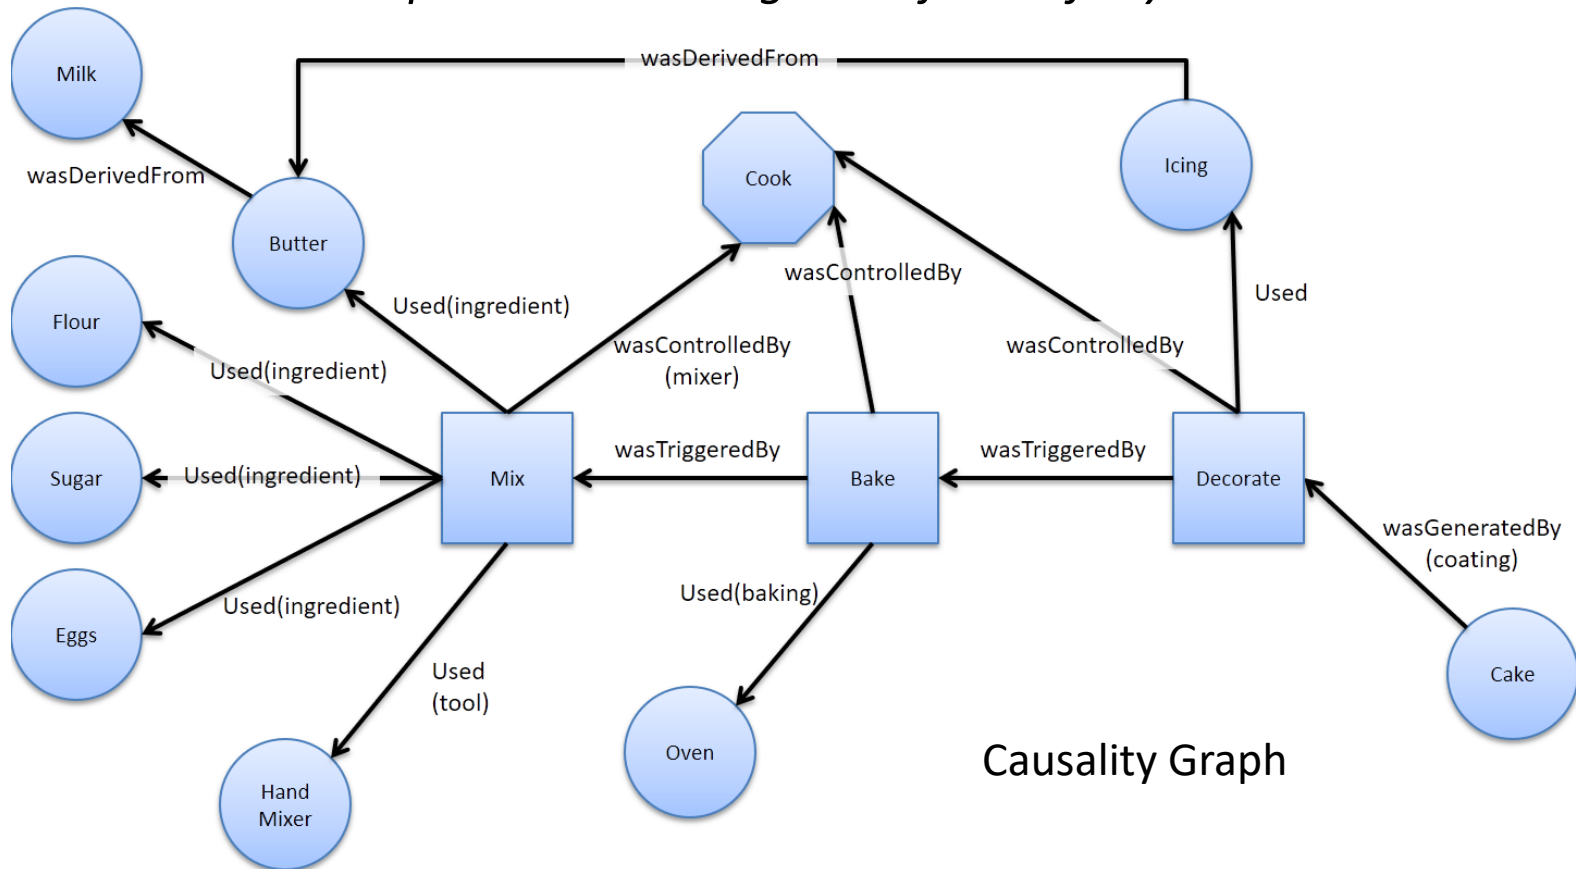 wasDerivedFrom
Milk
Cook
Icing
wasDerivedFrom
Butter
wasControlledBy
Used
Used(ingredient)
Flour
wasControlledBy
(mixer)
wasControlledBy
Used(ingredient)
wasTriggeredBy
wasTriggeredBy
Sugar
Used(ingredient)
Mix
Bake
Decorate
wasGeneratedBy
(coating)
Used(baking)
Used(ingredient)
Eggs
Used
(tool)
Cake
Oven
Causality Graph
Hand
Mixer